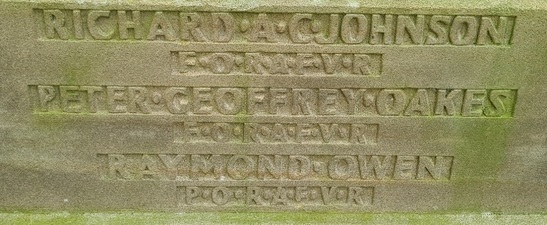 RICHARD·A·C·JOHNSON
F·O·R·A·F·V·R
PETER·GEOFFREY·OAKES
F·O·R·A·F·V·R
RAYMOND·OWEN
P·O·R·A·F·V·R